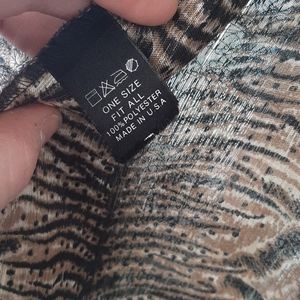 ONE SIZE
FIT ALL
100% POLYESTER
MADE IN U.S.A